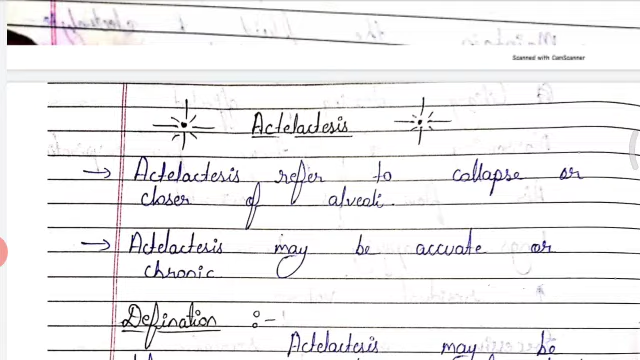 Scanned with CamScanner
Actelactesis
→ Actelactesis refer to collapse or
closer of alveoli.
→ Actelactesis may be accuate or
chronic
Defination :-
Actelactesis may be